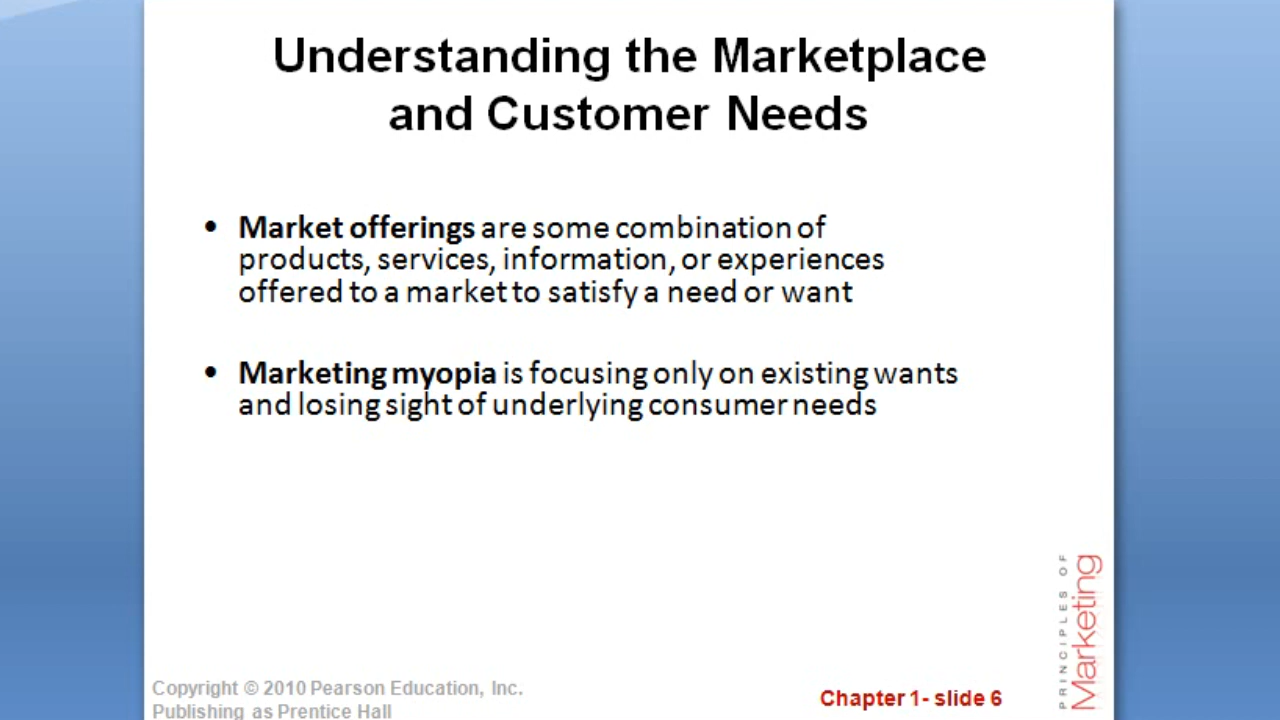 Understanding the Marketplace
and Customer Needs
• Market offerings are some combination of
products, services, information, or experiences
offered to a market to satisfy a need or want
• Marketing myopia is focusing only on existing wants
and losing sight of underlying consumer needs
PRINCIPLES OF
Marketing
Copyright © 2010 Pearson Education, Inc.
Publishing as Prentice Hall
Chapter 1- slide 6